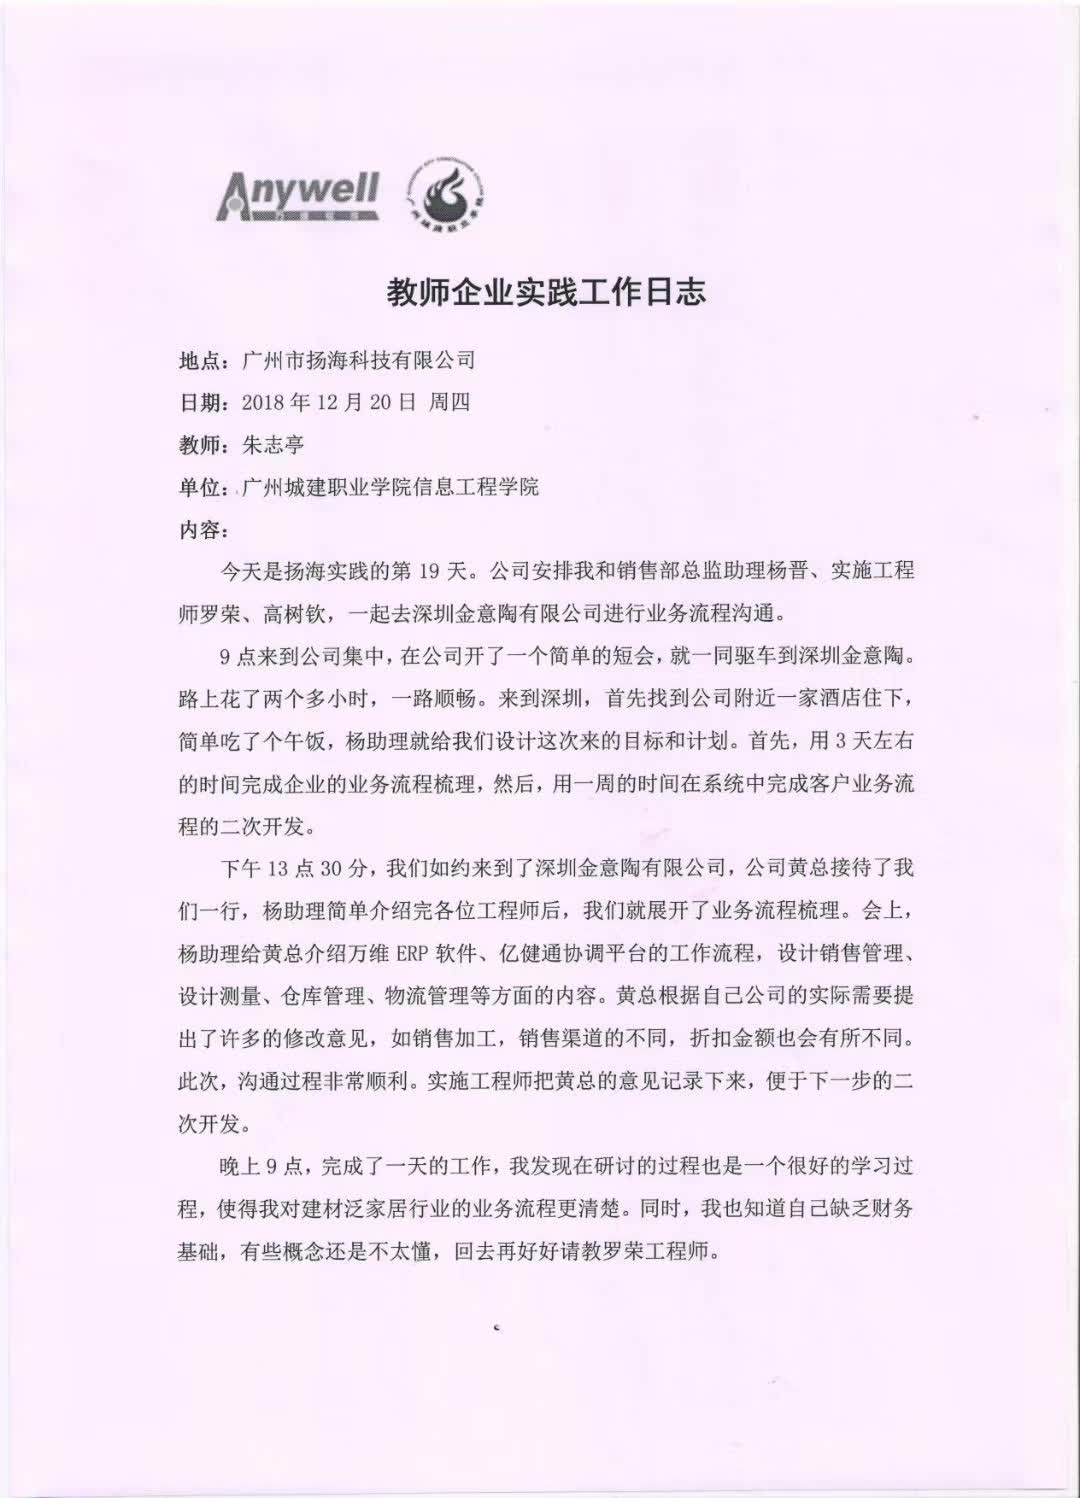 Anywell
广州城建职业学院
教师企业实践工作日志
地点：广州市扬海科技有限公司
日期：2018 年 12 月 20 日 周四
教师：朱志亭
单位：广州城建职业学院信息工程学院
内容：
今天是扬海实践的第 19 天。公司安排我和销售部总监助理杨晋、实施工程
师罗荣、高树钦，一起去深圳金意陶有限公司进行业务流程沟通。
9 点来到公司集中，在公司开了一个简单的短会，就一同驱车到深圳金意陶。
路上花了两个多小时，一路顺畅。来到深圳，首先找到公司附近一家酒店住下，
简单吃了个午饭，杨助理就给我们设计这次来的目标和计划。首先，用 3 天左右
的时间完成企业的业务流程梳理，然后，用一周的时间在系统中完成客户业务流
程的二次开发。
下午 13 点 30 分，我们如约来到了深圳金意陶有限公司，公司黄总接待了我
们一行，杨助理简单介绍完各位工程师后，我们就展开了业务流程梳理。会上，
杨助理给黄总介绍万维 ERP 软件、亿健通协调平台的工作流程，设计销售管理、
设计测量、仓库管理、物流管理等方面的内容。黄总根据自己公司的实际需要提
出了许多的修改意见，如销售加工，销售渠道的不同，折扣金额也会有所不同。
此次，沟通过程非常顺利。实施工程师把黄总的意见记录下来，便于下一步的二
次开发。
晚上 9 点，完成了一天的工作，我发现在研讨的过程也是一个很好的学习过
程，使得我对建材泛家居行业的业务流程更清楚。同时，我也知道自己缺乏财务
基础，有些概念还是不太懂，回去再好好请教罗荣工程师。